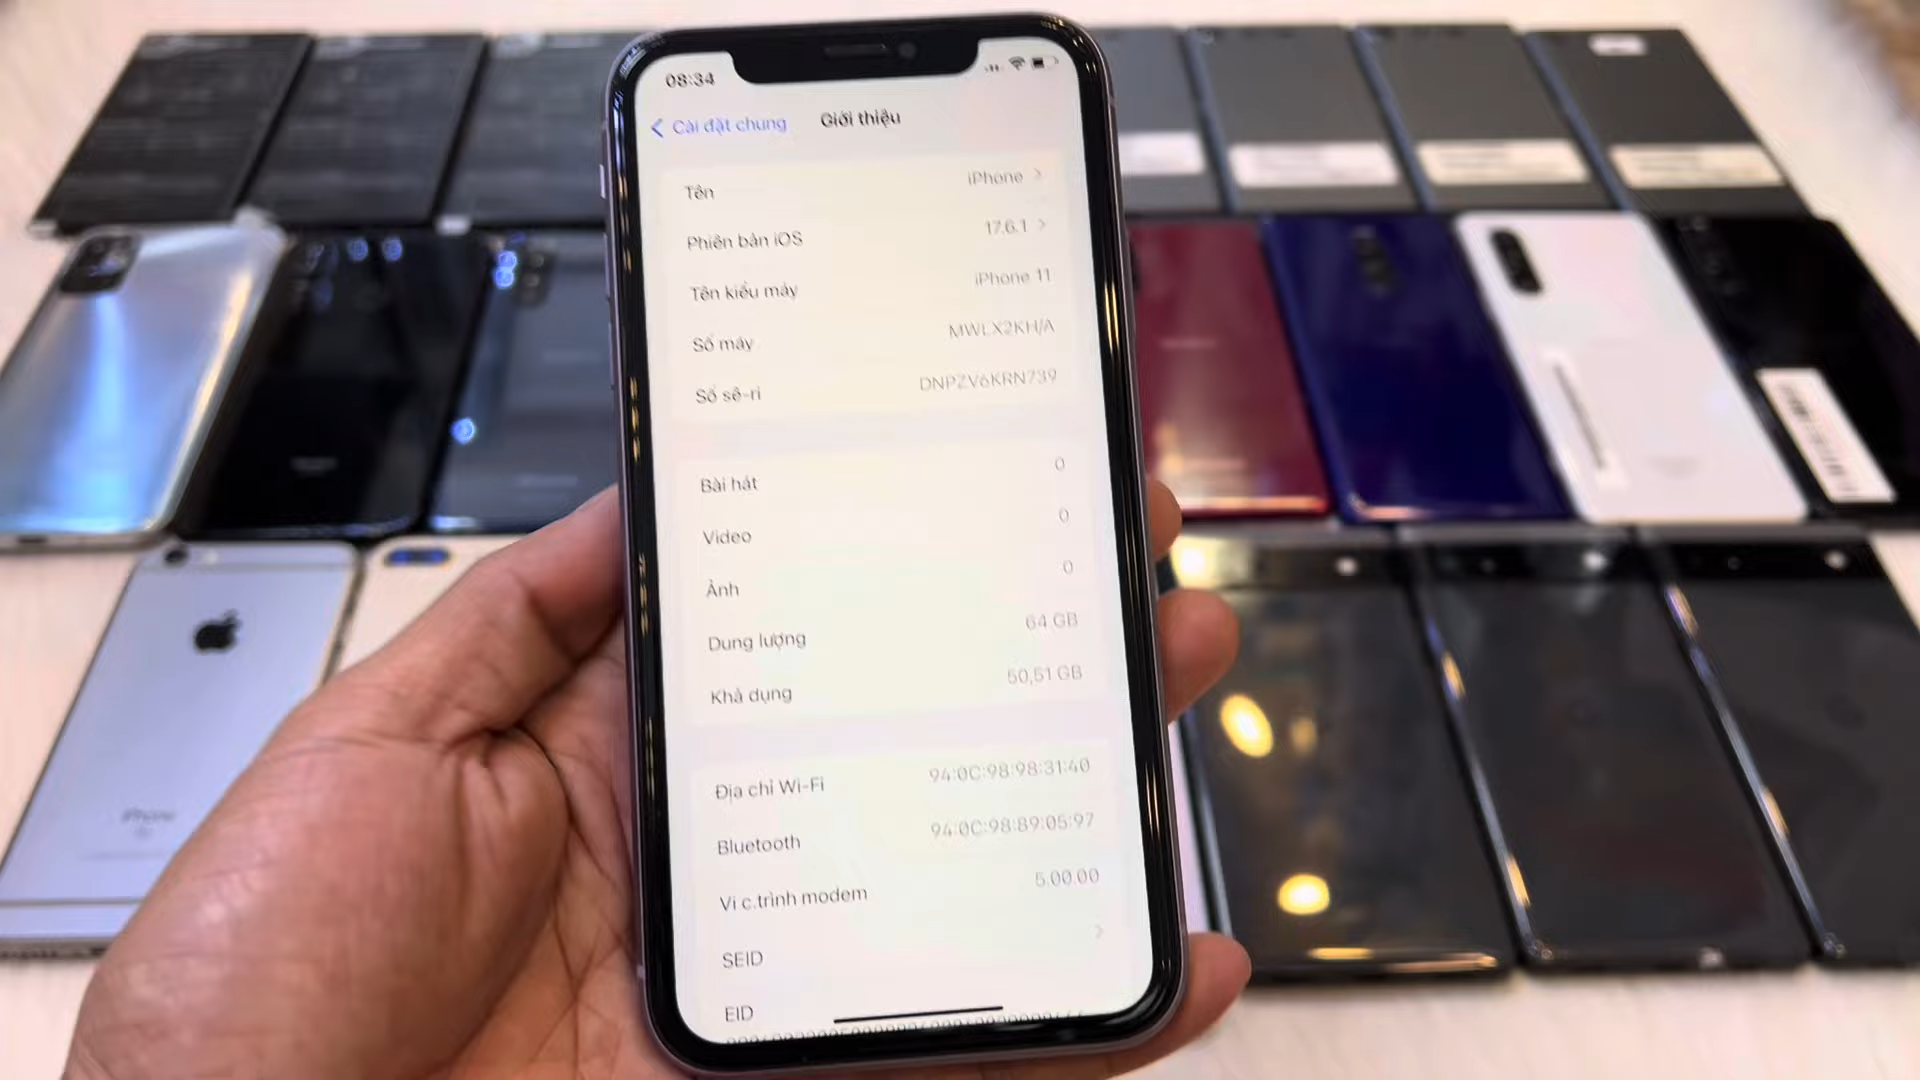 08:34
Cài đặt chung
Giới thiệu
Tên iPhone
Phiên bản iOS 17.6.1
Tên kiểu máy iPhone 11
Số máy MWLX2KH/A
Số sê-ri DNPZV6KRN739
Bài hát 0
Video 0
Ảnh 0
Dung lượng 64 GB
Khả dụng 50,51 GB
Địa chỉ Wi-Fi 94:0C:98:98:31:40
Bluetooth 94:0C:98:89:05:97
Vi c.trình modem 5.00.00
SEID
EID
iPhone